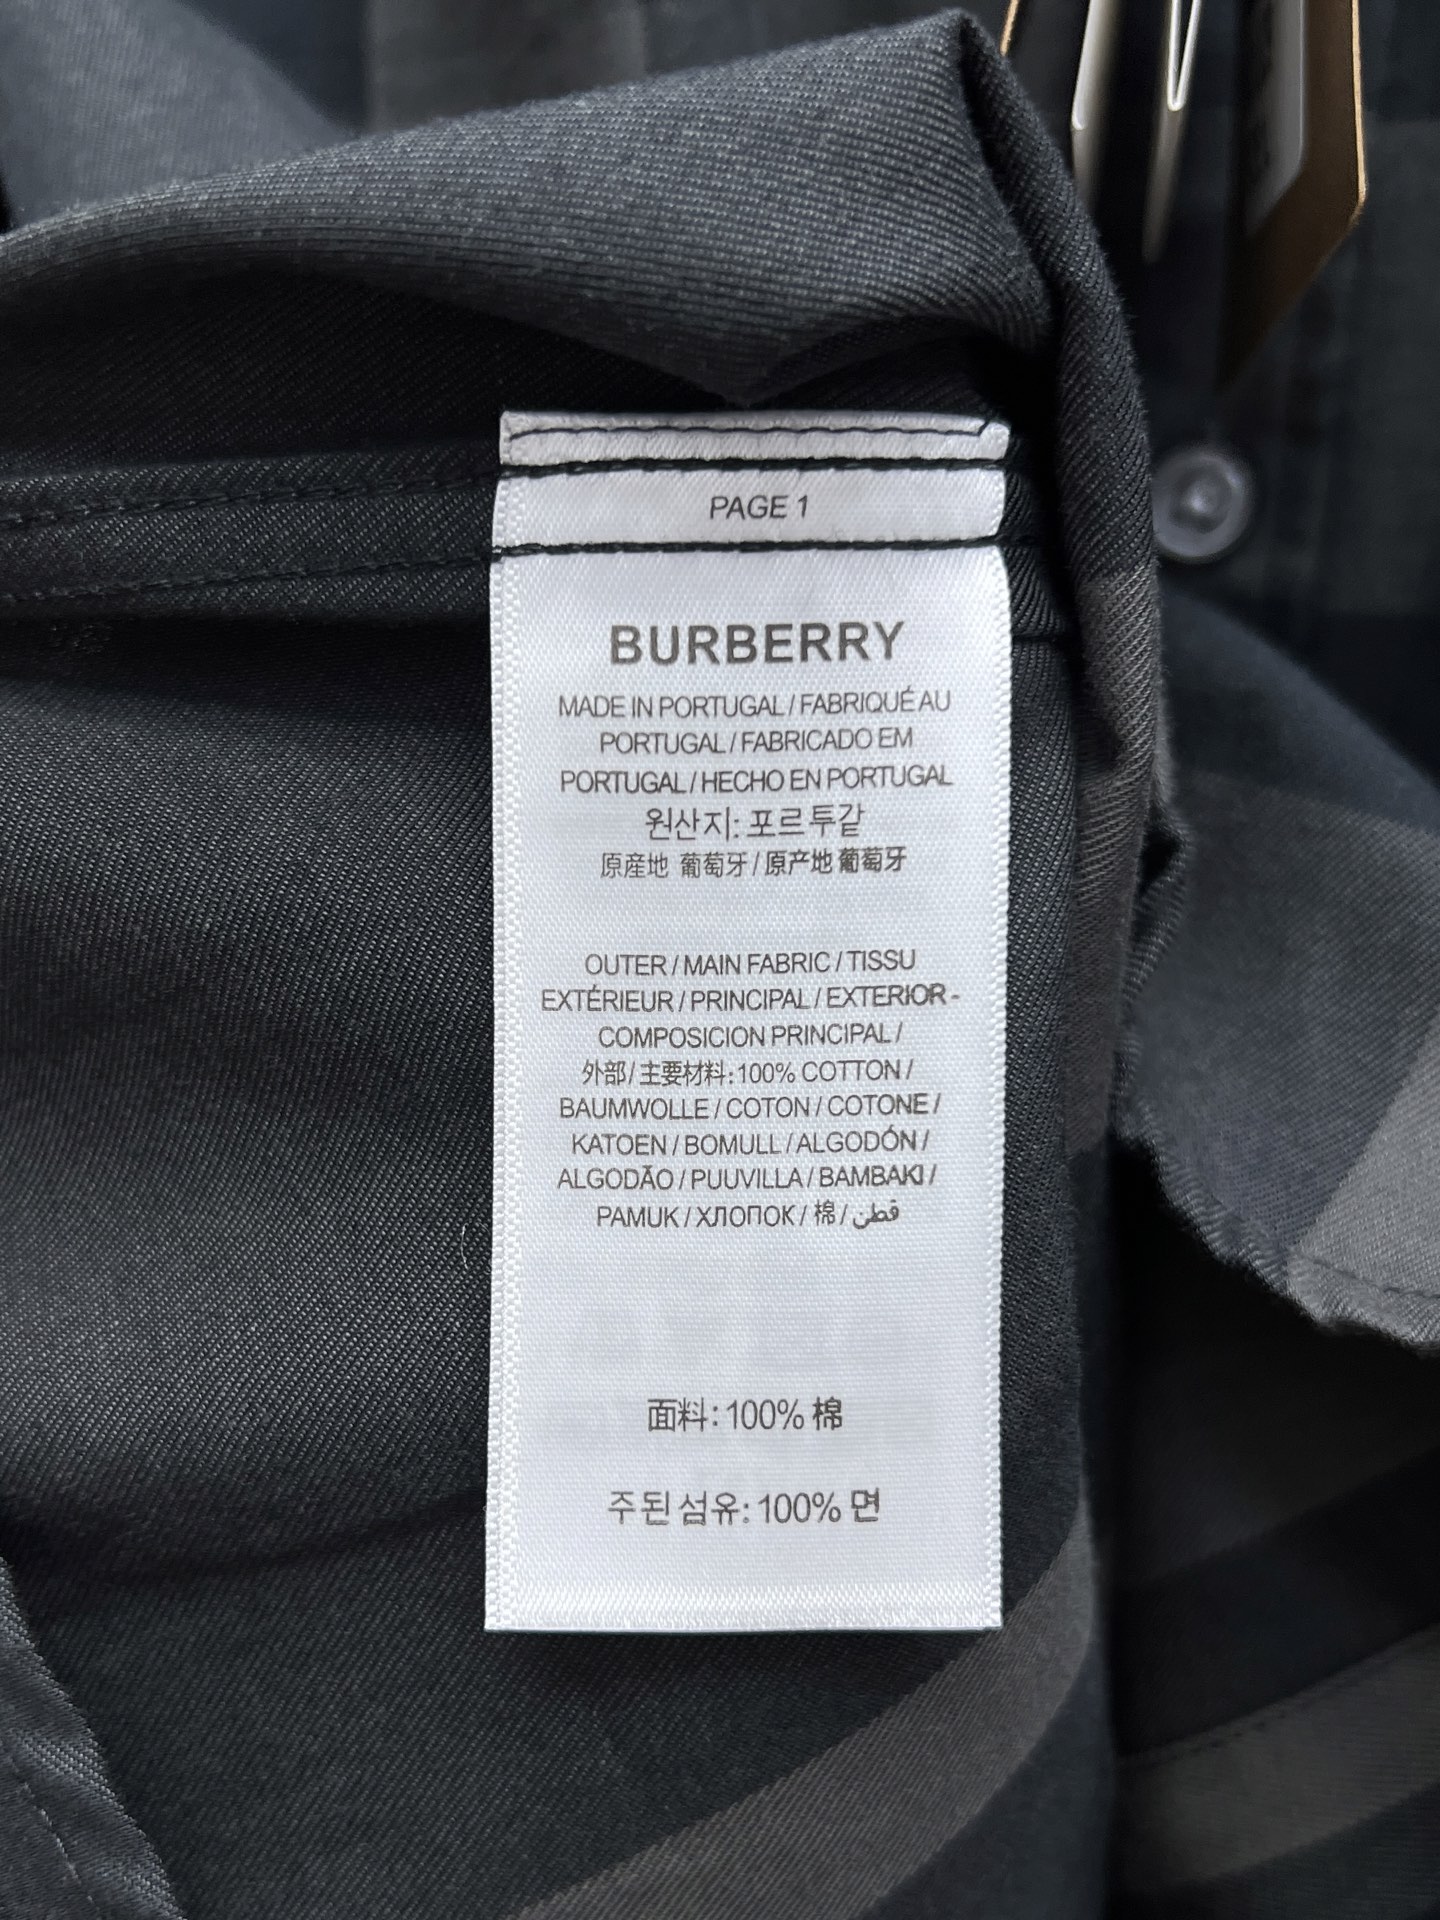 PAGE 1
BURBERRY
MADE IN PORTUGAL / FABRIQUÉ AU
PORTUGAL / FABRICADO EM
PORTUGAL / HECHO EN PORTUGAL
원산지: 포르투갈
原産地 葡萄牙 / 原产地 葡萄牙
OUTER / MAIN FABRIC / TISSU
EXTÉRIEUR / PRINCIPAL / EXTERIOR -
COMPOSICION PRINCIPAL /
外部 / 主要材料: 100% COTTON /
BAUMWOLLE / COTON / COTONE /
KATOEN / BOMULL / ALGODÓN /
ALGODÃO / PUUVILLA / BAMBAKI /
PAMUK / ХЛОПОК / 棉 / قطن
面料: 100% 棉
주된 섬유: 100% 면